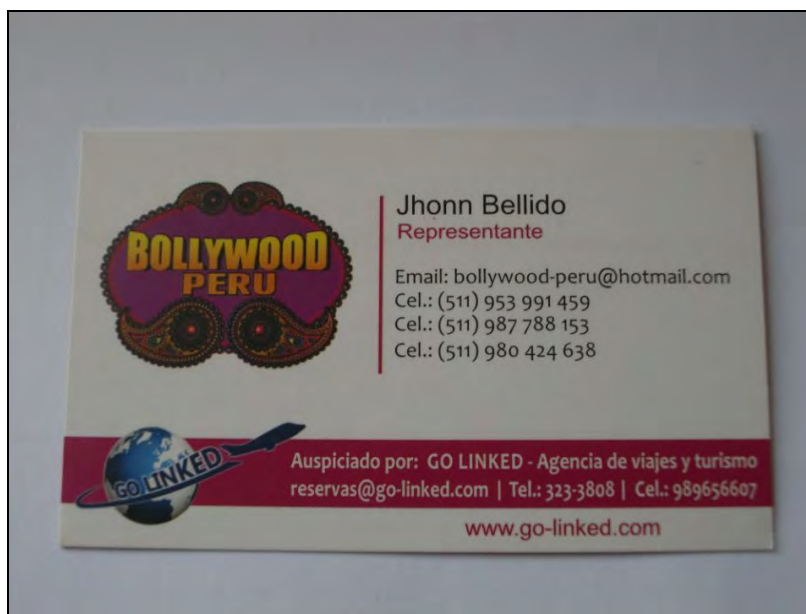 BOLLYWOOD
PERU
Jhonn Bellido
Representante
Email: bollywood-peru@hotmail.com
Cel.: (511) 953 991 459
Cel.: (511) 987 788 153
Cel.: (511) 980 424 638
GO LINKED
Auspiciado por: GO LINKED - Agencia de viajes y turismo
reservas@go-linked.com | Tel.: 323-3808 | Cel.: 989656607
www.go-linked.com